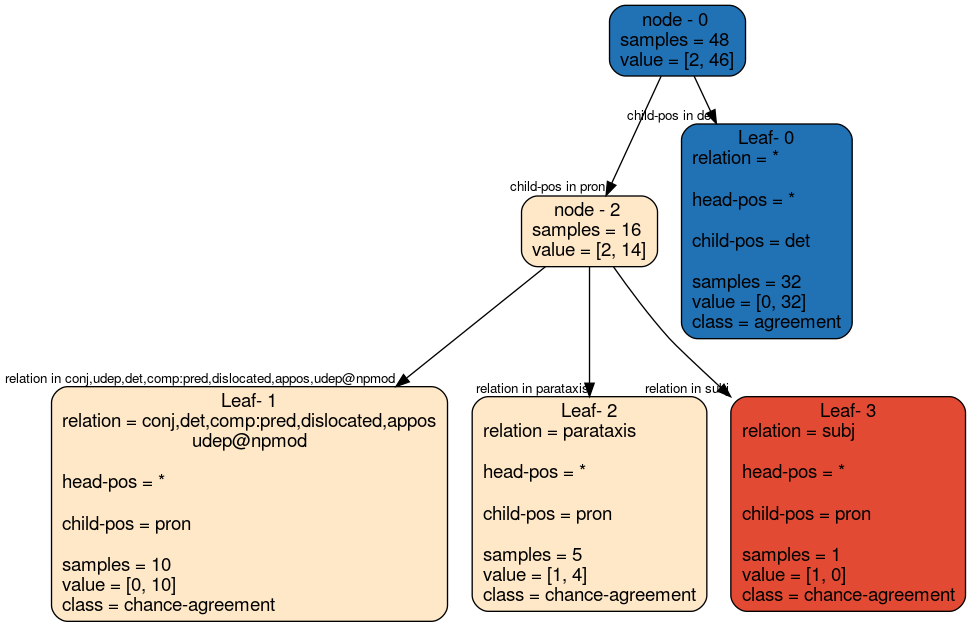 node - 0
samples = 48
value = [2, 46]
child-pos in det
Leaf- 0
relation = *
head-pos = *
child-pos = det
samples = 32
value = [0, 32]
class = agreement
child-pos in pron
node - 2
samples = 16
value = [2, 14]
relation in conj,udep,det,comp:pred,dislocated,appos,udep@npmod
Leaf- 1
relation = conj,det,comp:pred,dislocated,appos
udep@npmod
head-pos = *
child-pos = pron
samples = 10
value = [0, 10]
class = chance-agreement
relation in parataxis
Leaf- 2
relation = parataxis
head-pos = *
child-pos = pron
samples = 5
value = [1, 4]
class = chance-agreement
relation in subj
Leaf- 3
relation = subj
head-pos = *
child-pos = pron
samples = 1
value = [1, 0]
class = chance-agreement